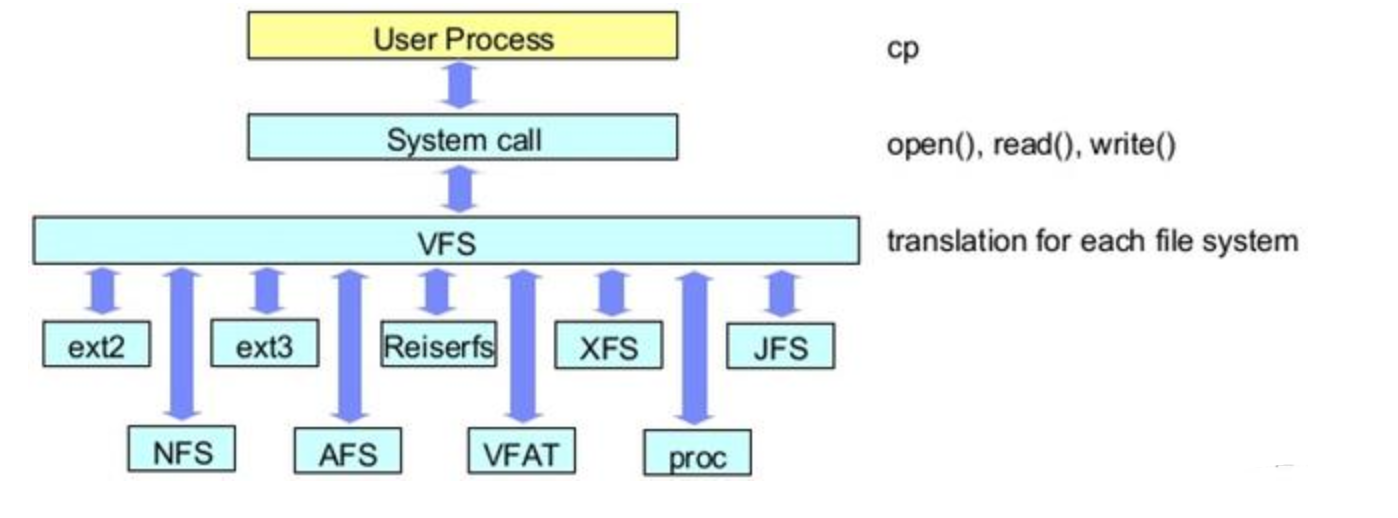 User Process
cp
System call
open(), read(), write()
VFS
translation for each file system
ext2
ext3
Reiserfs
XFS
JFS
NFS
AFS
VFAT
proc